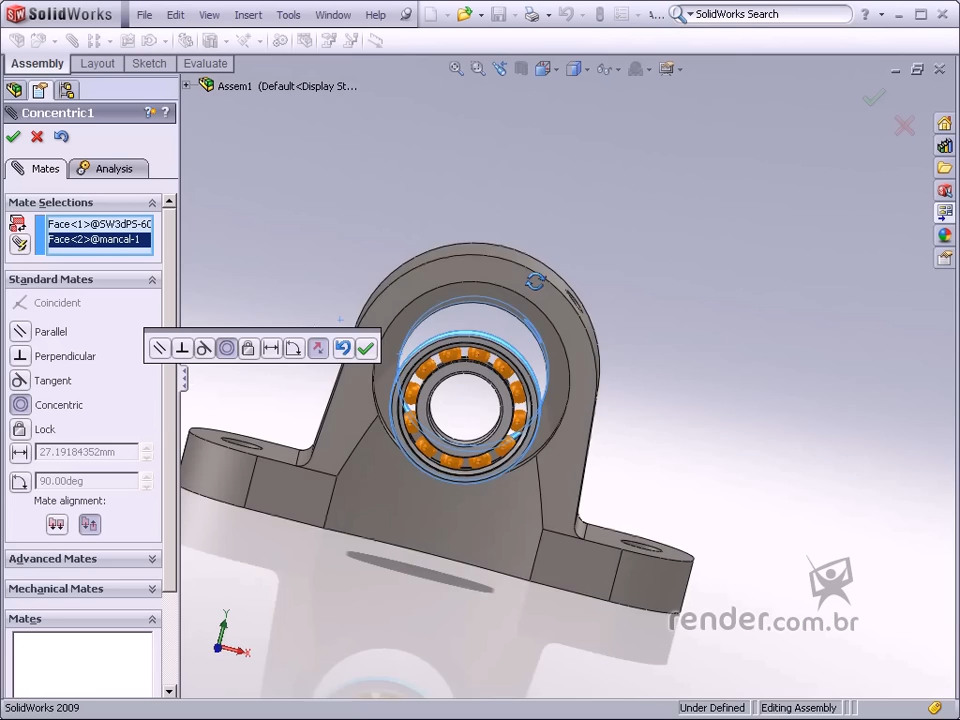 SolidWorks
File Edit View Insert Tools Window Help
A...
SolidWorks Search
Assembly Layout Sketch Evaluate
Assem1 (Default<Display St...
Concentric1
Mates Analysis
Mate Selections
Face<1>@SW3dPS-60
Face<2>@mancal-1
Standard Mates
Coincident
Parallel
Perpendicular
Tangent
Concentric
Lock
27.19184352mm
90.00deg
Mate alignment:
Advanced Mates
Mechanical Mates
Mates
Y
X
render.com.br
SolidWorks 2009
Under Defined Editing Assembly